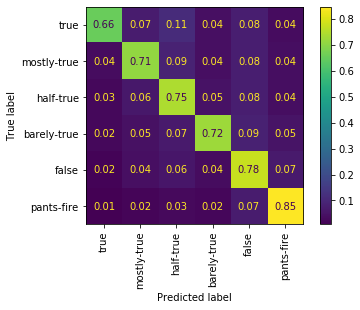 true 0.66 0.07 0.11 0.04 0.08 0.04
mostly-true 0.04 0.71 0.09 0.04 0.08 0.04
half-true 0.03 0.06 0.75 0.05 0.08 0.04
barely-true 0.02 0.05 0.07 0.72 0.09 0.05
false 0.02 0.04 0.06 0.04 0.78 0.07
pants-fire 0.01 0.02 0.03 0.02 0.07 0.85
True label
true
mostly-true
half-true
barely-true
false
pants-fire
Predicted label
0.8
0.7
0.6
0.5
0.4
0.3
0.2
0.1